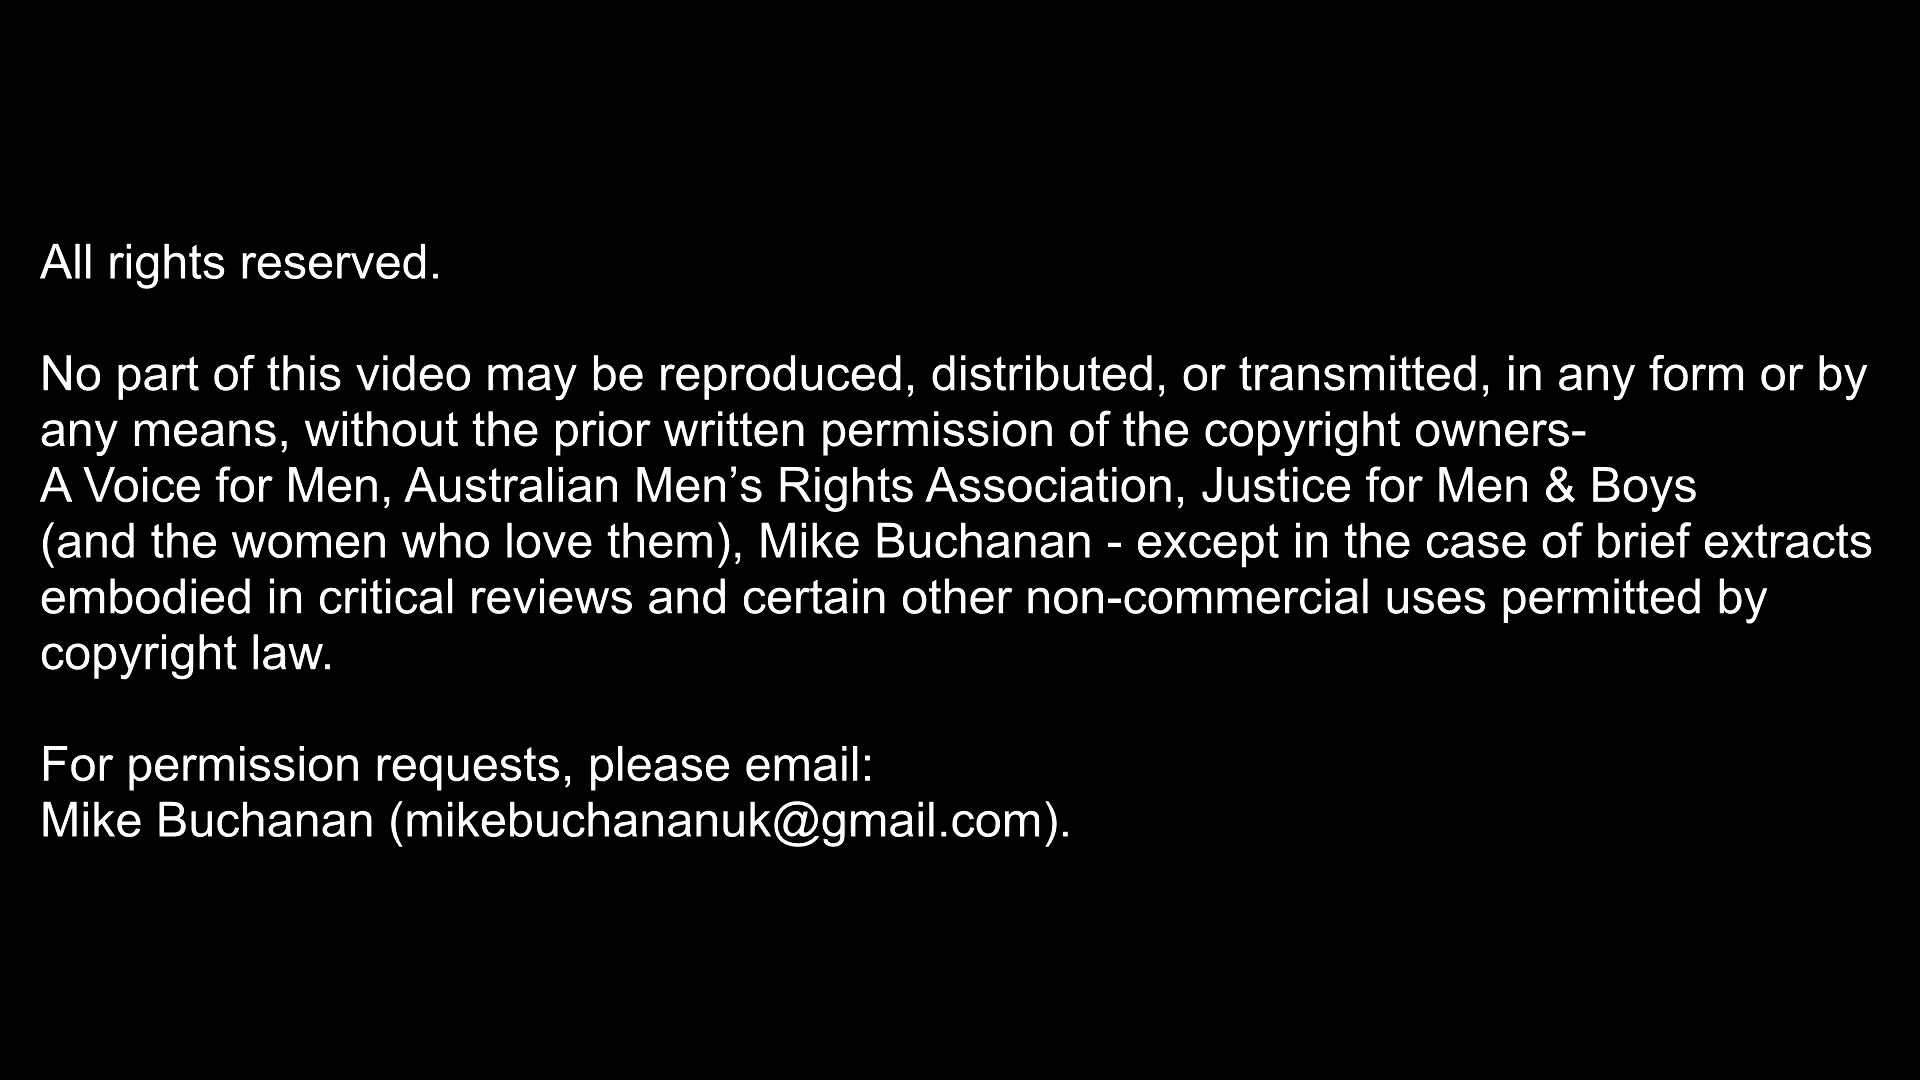 All rights reserved.
No part of this video may be reproduced, distributed, or transmitted, in any form or by
any means, without the prior written permission of the copyright owners-
A Voice for Men, Australian Men’s Rights Association, Justice for Men & Boys
(and the women who love them), Mike Buchanan - except in the case of brief extracts
embodied in critical reviews and certain other non-commercial uses permitted by
copyright law.
For permission requests, please email:
Mike Buchanan (mikebuchananuk@gmail.com).